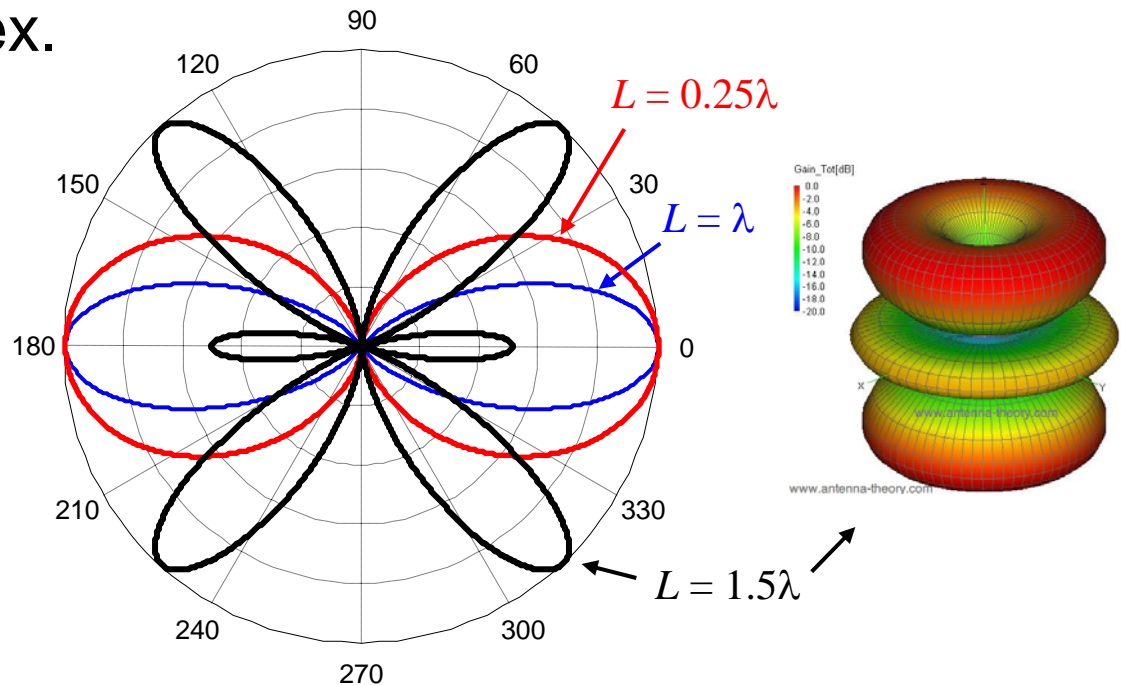 ex.
90
120
60
L = 0.25λ
150
30
L = λ
180
0
210
330
240
300
270
L = 1.5λ
Gain_Tot[dB]
0.0
-2.0
-4.0
-6.0
-8.0
-10.0
-12.0
-14.0
-16.0
-18.0
-20.0
Z
X
Y
www.antenna-theory.com
www.antenna-theory.com